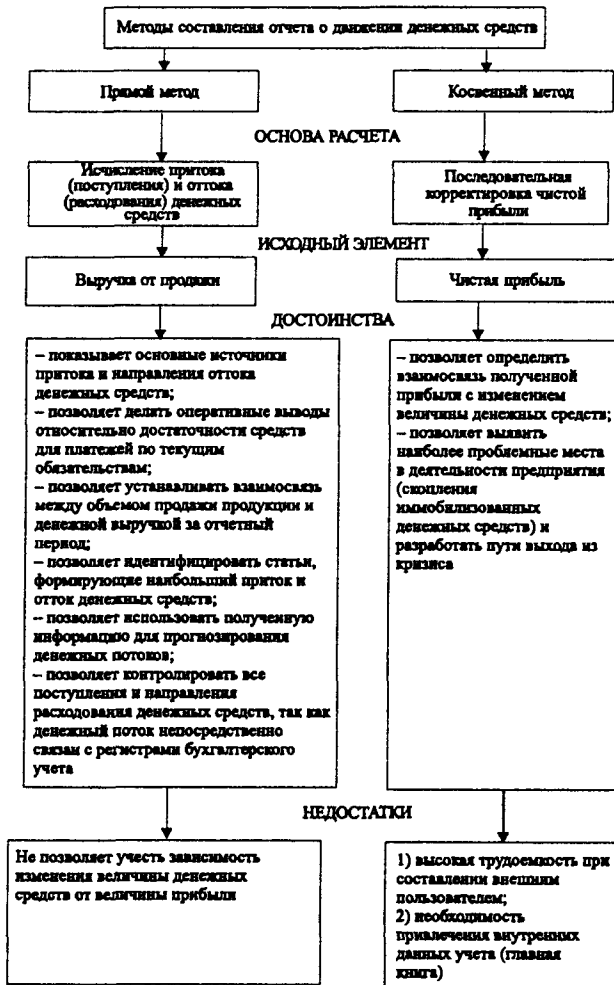 Методы составления отчета о движении денежных средств
Прямой метод
Косвенный метод
ОСНОВА РАСЧЕТА
Исчисление притока
(поступления) и оттока
(расходования) денежных
средств
Последовательная
корректировка чистой
прибыли
ИСХОДНЫЙ ЭЛЕМЕНТ
Выручка от продажи
Чистая прибыль
ДОСТОИНСТВА
– показывает основные источники
притока и направления оттока
денежных средств;
– позволяет делить оперативные выводы
относительно достаточности средств
для платежей по текущим
обязательствам;
– позволяет устанавливать взаимосвязь
между объемом продажи продукции и
денежной выручкой за отчетный
период;
– позволяет идентифицировать статьи,
формирующие наибольший приток и
отток денежных средств;
– позволяет использовать полученную
информацию для прогнозирования
денежных потоков;
– позволяет контролировать все
поступления и направления
расходования денежных средств, так как
денежный поток непосредственно
связан с регистрами бухгалтерского
учета
– позволяет определить
взаимосвязь полученной
прибыли с изменением
величины денежных средств;
– позволяет выявить
наиболее проблемные места
в деятельности предприятия
(скопления
иммобилизованных
денежных средств) и
разработать пути выхода из
кризиса
НЕДОСТАТКИ
Не позволяет учесть зависимость
изменения величины денежных
средств от величины прибыли
1) высокая трудоемкость при
составлении внешним
пользователем;
2) необходимость
привлечения внутренних
данных учета (главная
книга)